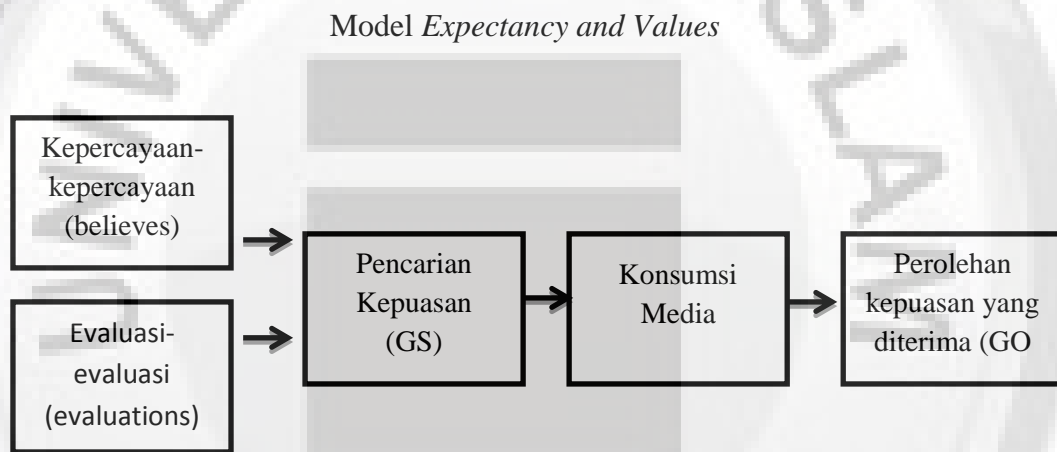 Model Expectancy and Values
Kepercayaan-
kepercayaan
(believes)
Evaluasi-
evaluasi
(evaluations)
Pencarian
Kepuasan
(GS)
Konsumsi
Media
Perolehan
kepuasan yang
diterima (GO